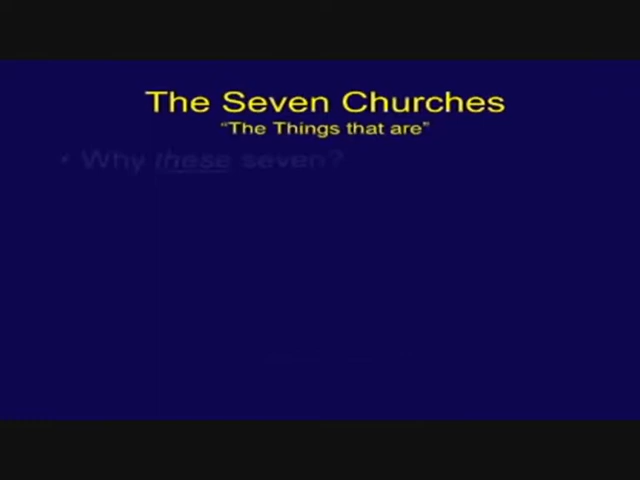 The Seven Churches
“The Things that are”
• Why these seven?